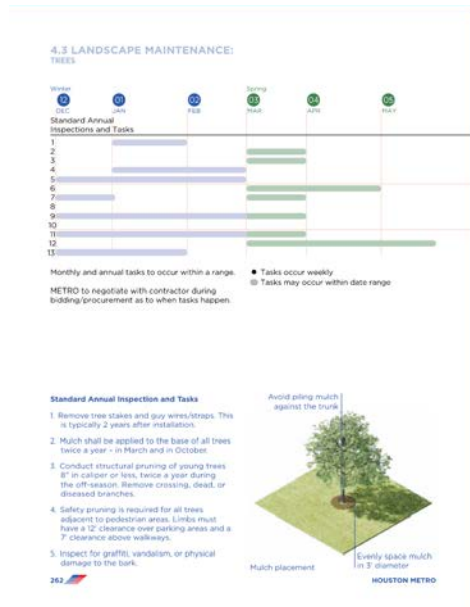 4.3 LANDSCAPE MAINTENANCE:
TREES
Winter
Spring
12
01
02
03
04
05
DEC
JAN
FEB
MAR
APR
MAY
Standard Annual
Inspections and Tasks
1
2
3
4
5
6
7
8
9
10
11
12
13
Monthly and annual tasks to occur within a range.
METRO to negotiate with contractor during
bidding/procurement as to when tasks happen.
Tasks occur weekly
Tasks may occur within date range
Standard Annual Inspection and Tasks
1. Remove tree stakes and guy wires/straps. This
is typically 2 years after installation.
2. Mulch shall be applied to the base of all trees
twice a year – in March and in October.
3. Conduct structural pruning of young trees
8" in caliper or less, twice a year during
the off-season. Remove crossing, dead, or
diseased branches.
4. Safety pruning is required for all trees
adjacent to pedestrian areas. Limbs must
have a 12' clearance over parking areas and a
7' clearance above walkways.
5. Inspect for graffiti, vandalism, or physical
damage to the bark.
Avoid piling mulch
against the trunk
Evenly space mulch
in 3' diameter
Mulch placement
262
HOUSTON METRO